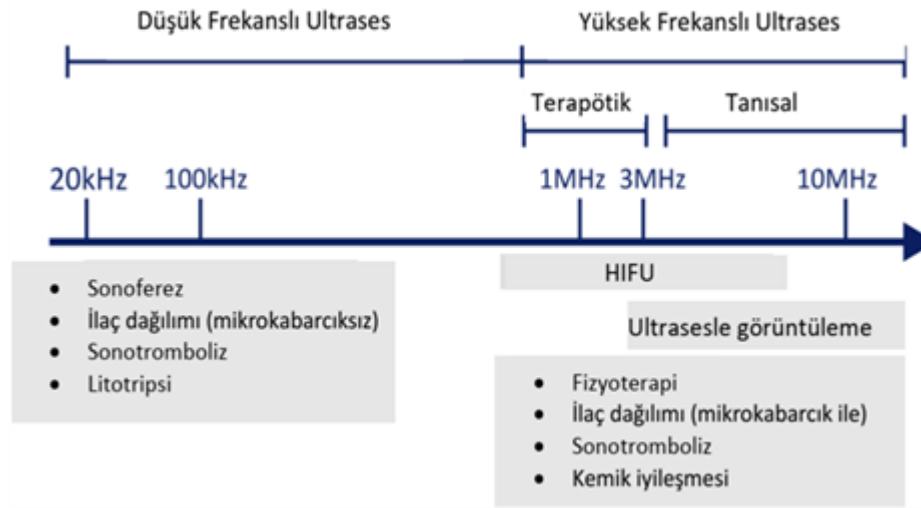 Düşük Frekanslı Ultrases
Yüksek Frekanslı Ultrases
Terapötik
Tanısal
20kHz
100kHz
1MHz
3MHz
10MHz
• Sonoferez
• İlaç dağılımı (mikrokabarcıksız)
• Sonotromboliz
• Litotripsi
HIFU
Ultrasesle görüntüleme
• Fizyoterapi
• İlaç dağılımı (mikrokabarcık ile)
• Sonotromboliz
• Kemik iyileşmesi